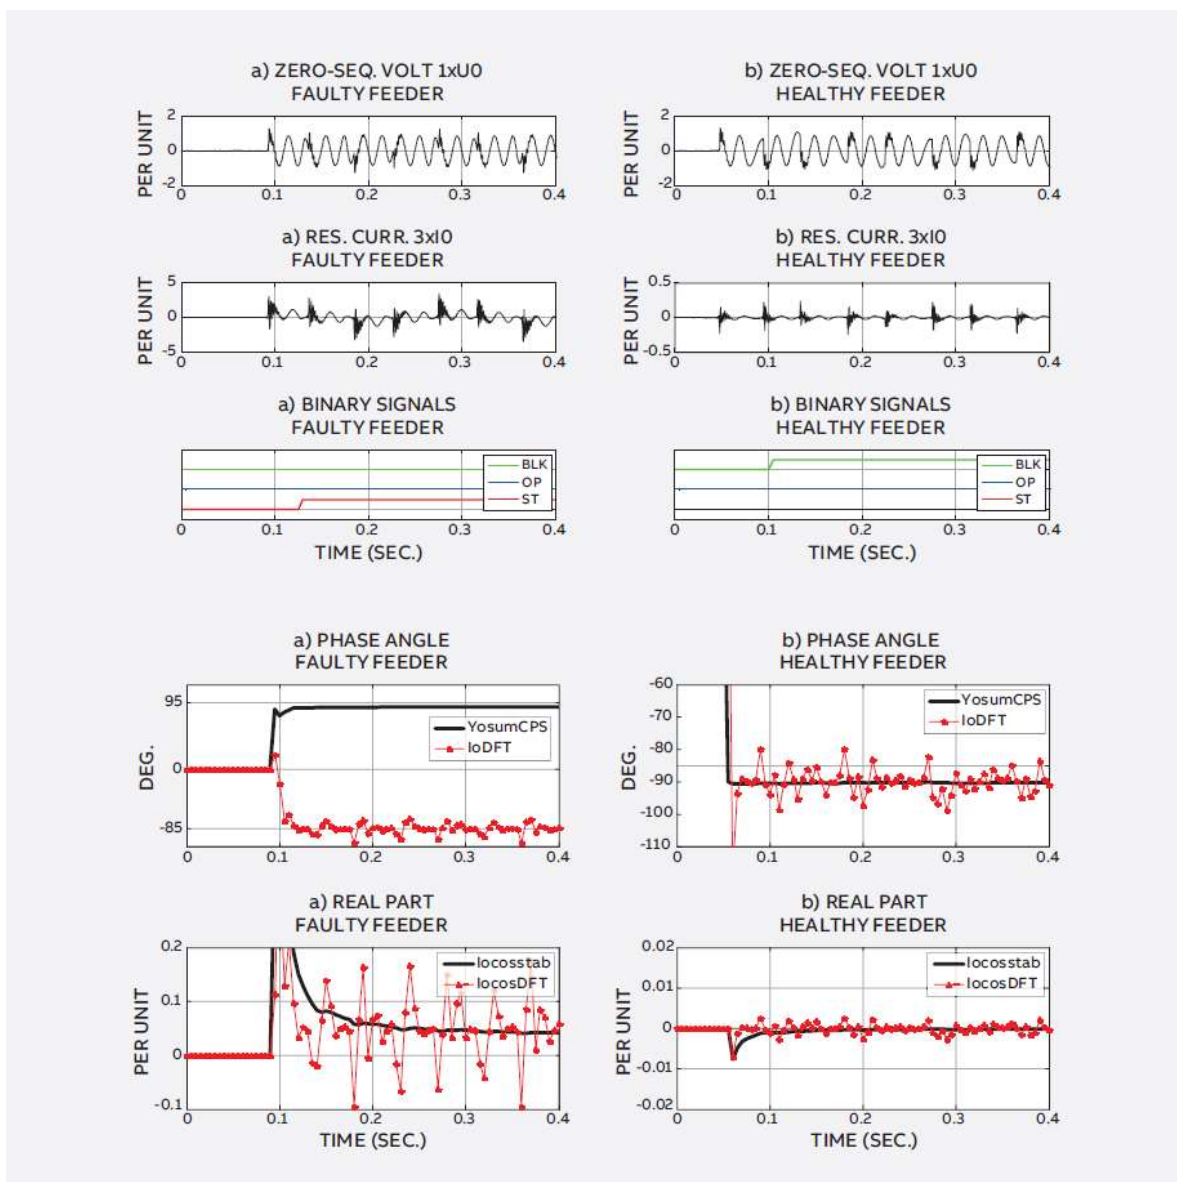 a) ZERO-SEQ. VOLT 1xU0
FAULTY FEEDER
PER UNIT
2
0
-2
0 0.1 0.2 0.3 0.4
b) ZERO-SEQ. VOLT 1xU0
HEALTHY FEEDER
PER UNIT
2
0
-2
0 0.1 0.2 0.3 0.4
a) RES. CURR. 3xI0
FAULTY FEEDER
PER UNIT
5
0
-5
0 0.1 0.2 0.3 0.4
b) RES. CURR. 3xI0
HEALTHY FEEDER
PER UNIT
0.5
0
-0.5
0 0.1 0.2 0.3 0.4
a) BINARY SIGNALS
FAULTY FEEDER
BLK
OP
ST
0 0.1 0.2 0.3 0.4
TIME (SEC.)
b) BINARY SIGNALS
HEALTHY FEEDER
BLK
OP
ST
0 0.1 0.2 0.3 0.4
TIME (SEC.)
a) PHASE ANGLE
FAULTY FEEDER
DEG.
95
0
-85
YosumCPS
IoDFT
0 0.1 0.2 0.3 0.4
b) PHASE ANGLE
HEALTHY FEEDER
DEG.
-60
-70
-80
-90
-100
-110
YosumCPS
IoDFT
0 0.1 0.2 0.3 0.4
a) REAL PART
FAULTY FEEDER
PER UNIT
0.2
0.1
0
-0.1
Iocosstab
IocosDFT
0 0.1 0.2 0.3 0.4
TIME (SEC.)
b) REAL PART
HEALTHY FEEDER
PER UNIT
0.02
0.01
0
-0.01
-0.02
Iocosstab
IocosDFT
0 0.1 0.2 0.3 0.4
TIME (SEC.)